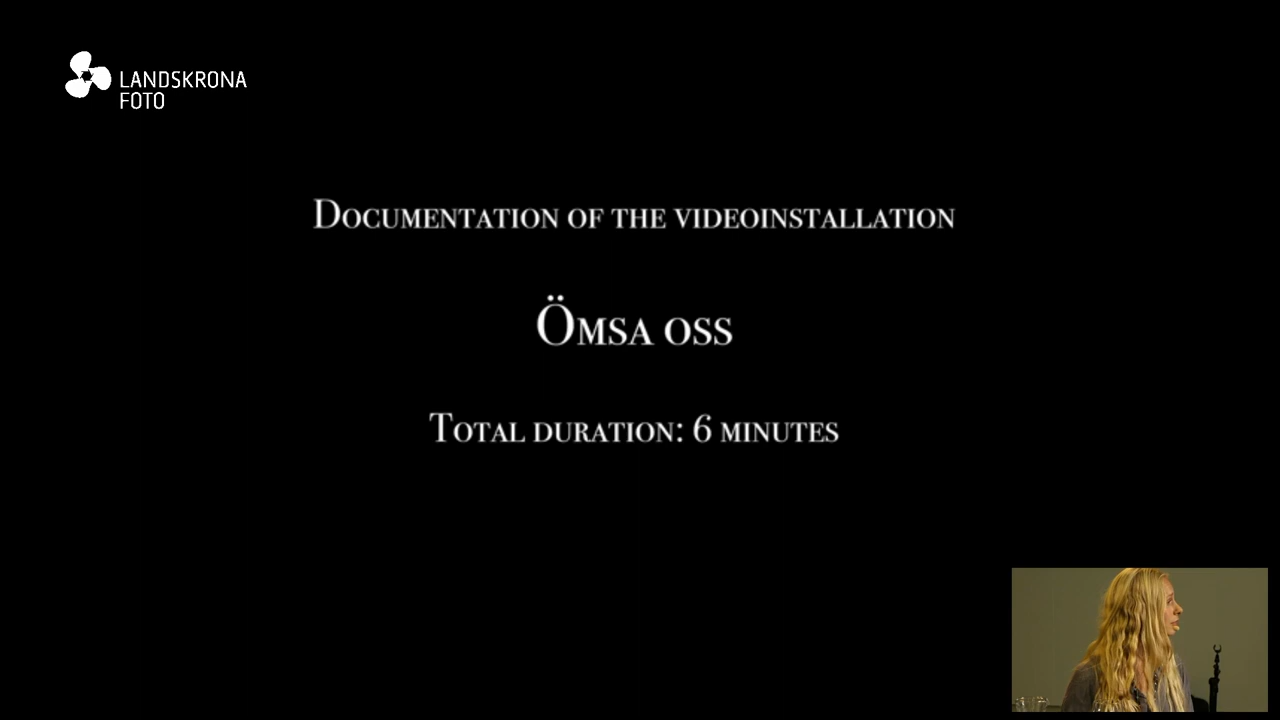 LANDSKRONA
FOTO
Documentation of the videoinstallation
Ömsa oss
Total duration: 6 minutes